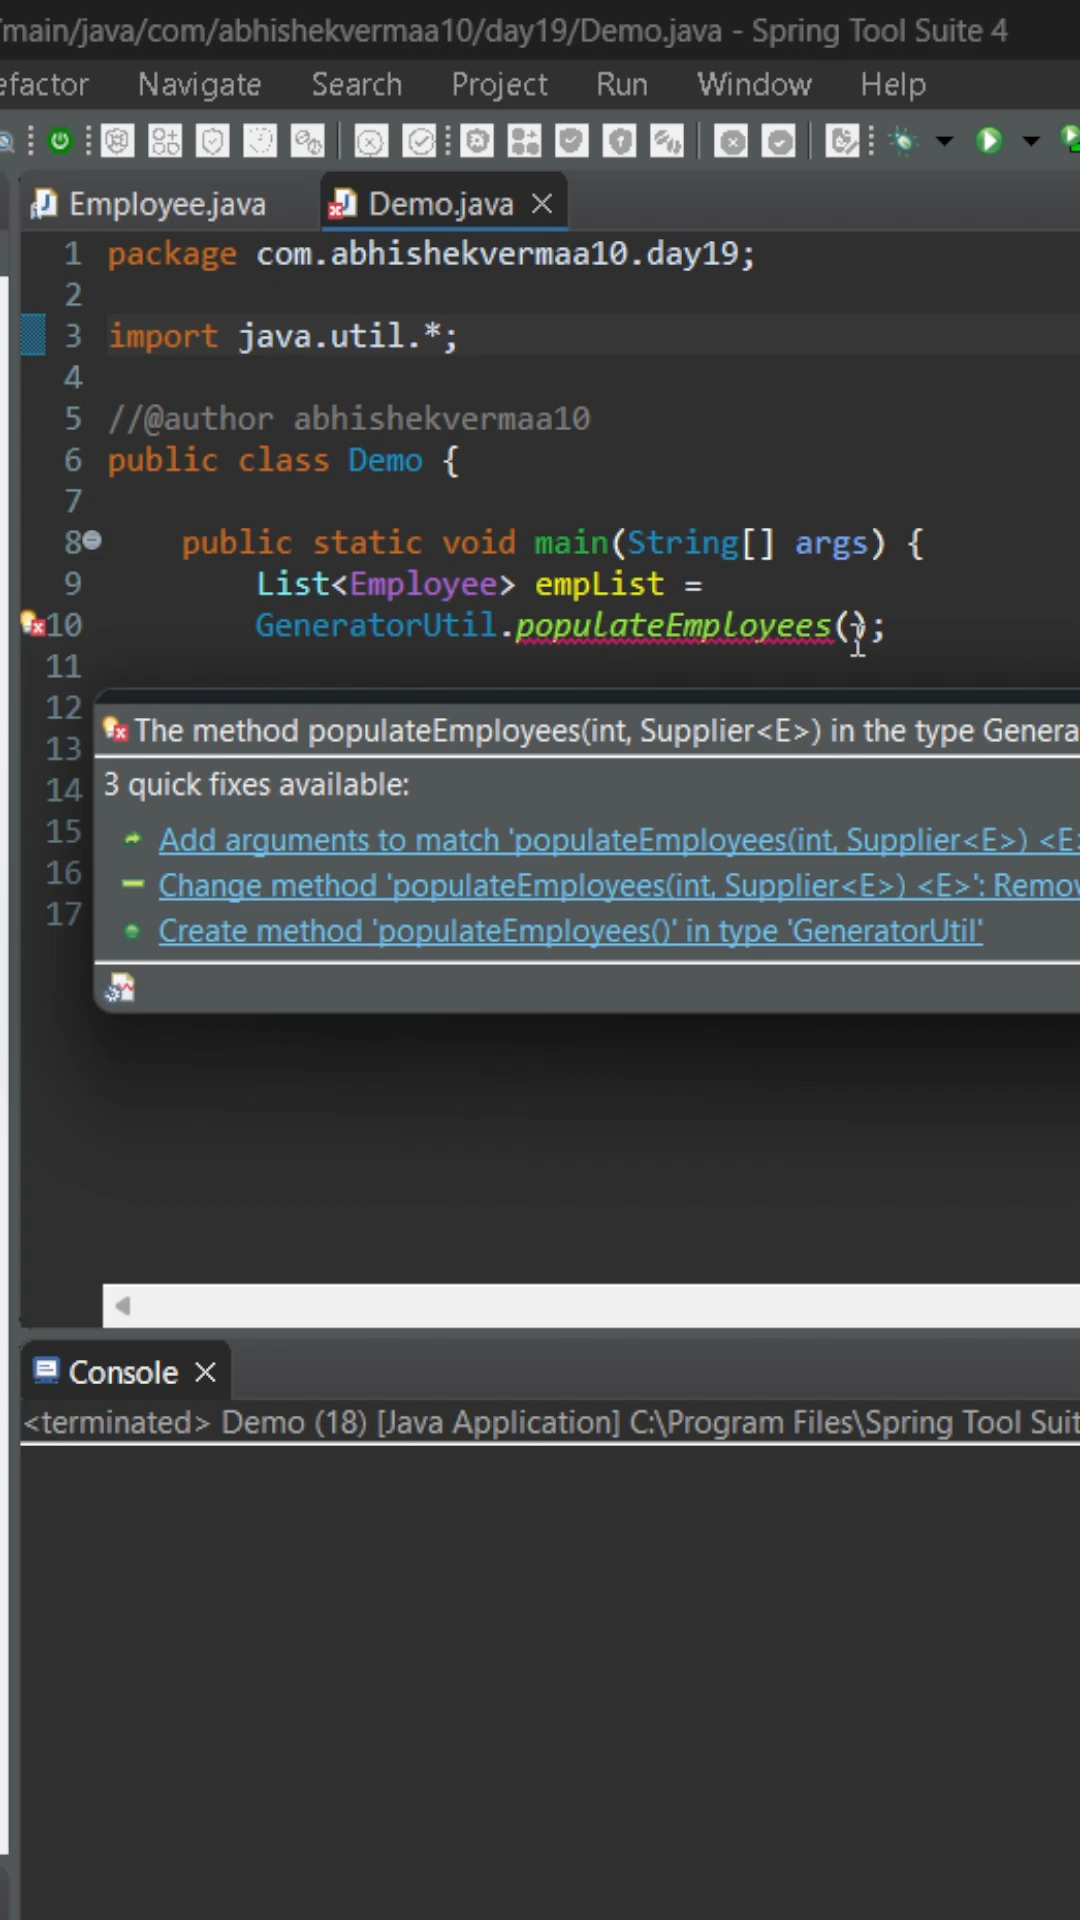 /main/java/com/abhishekvermaa10/day19/Demo.java - Spring Tool Suite 4
efactor Navigate Search Project Run Window Help
Employee.java Demo.java
1 package com.abhishekvermaa10.day19;
2
3 import java.util.*;
4
5 //@author abhishekvermaa10
6 public class Demo {
7
8 public static void main(String[] args) {
9 List<Employee> empList =
10 GeneratorUtil.populateEmployees();
11
12
13
14
15
16
17
The method populateEmployees(int, Supplier<E>) in the type Genera
3 quick fixes available:
Add arguments to match 'populateEmployees(int, Supplier<E>) <E>
Change method 'populateEmployees(int, Supplier<E>) <E>': Remov
Create method 'populateEmployees()' in type 'GeneratorUtil'
Console
<terminated> Demo (18) [Java Application] C:\Program Files\Spring Tool Suit